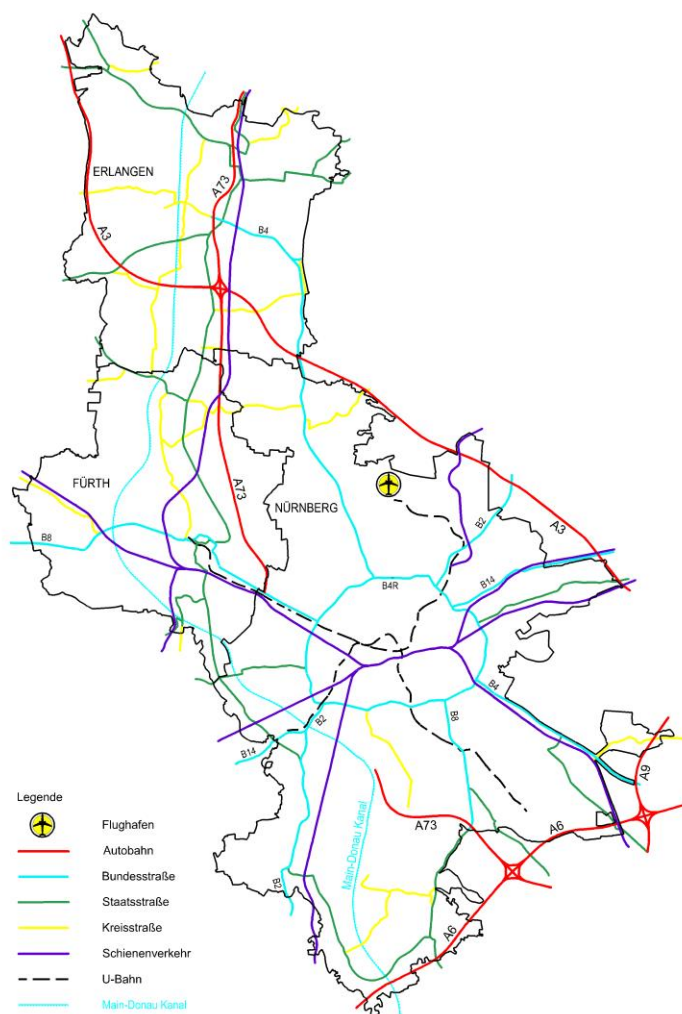 ERLANGEN
A73
A3
B4
FÜRTH
A73
NÜRNBERG
B2
A3
B8
B4R
B14
B4
B2
B8
B14
A9
Main-Donau Kanal
A73
A6
B2
A6
Legende
Flughafen
Autobahn
Bundesstraße
Staatsstraße
Kreisstraße
Schienenverkehr
U-Bahn
Main-Donau Kanal